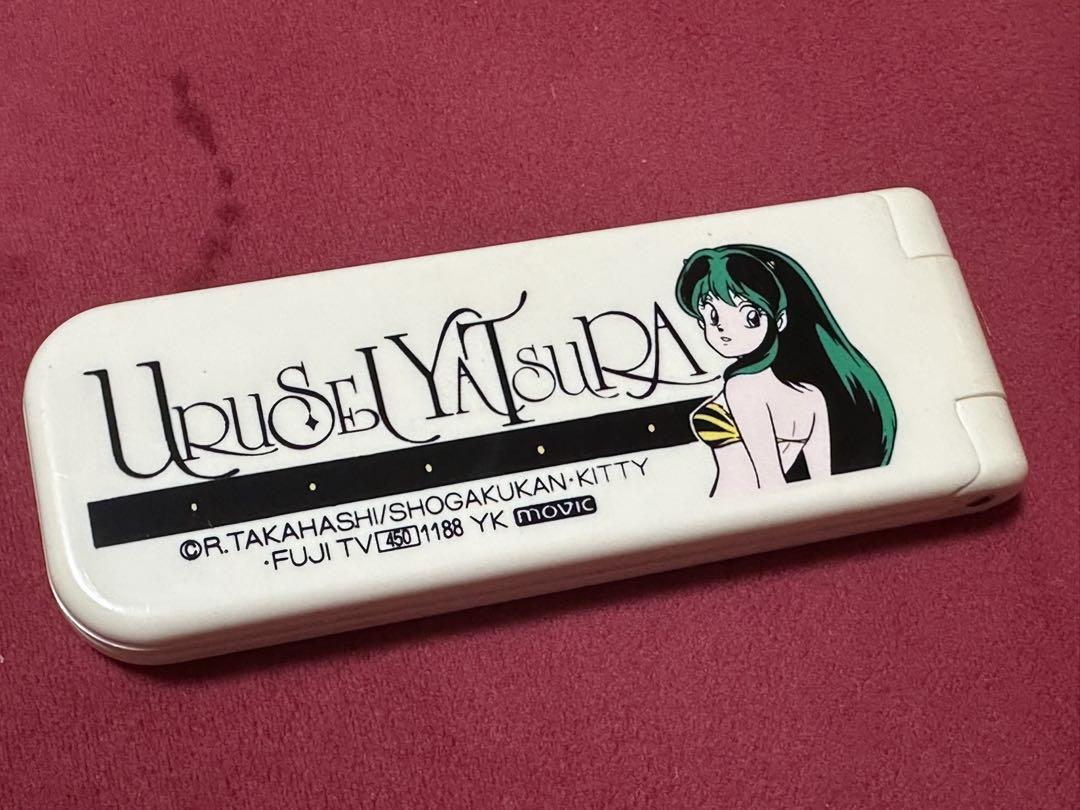 URUSEI YATSURA
©R.TAKAHASHI/SHOGAKUKAN·KITTY
·FUJI TV 450 1188 YK movic